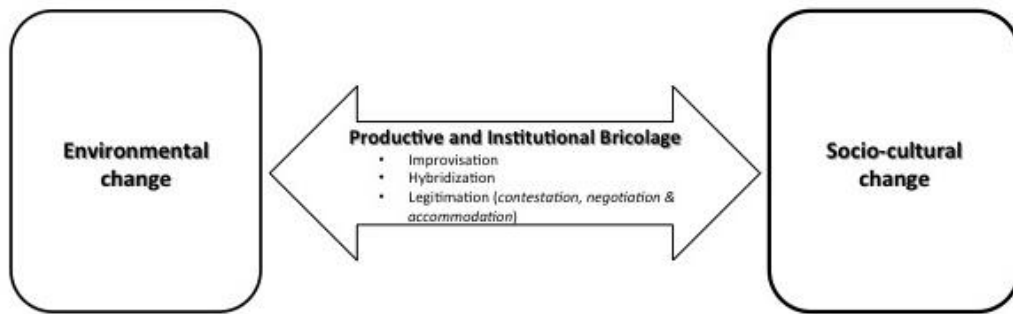 Environmental
change
Productive and Institutional Bricolage
• Improvisation
• Hybridization
• Legitimation (contestation, negotiation &
accommodation)
Socio-cultural
change